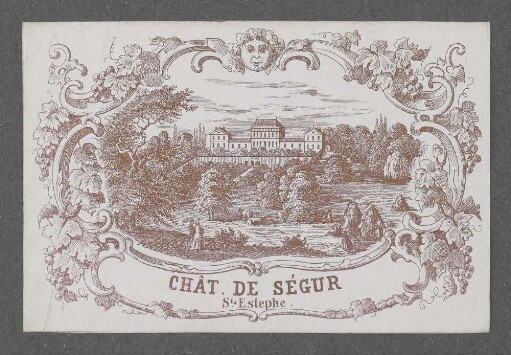 CHÂT. DE SÉGUR
St. Estephe.